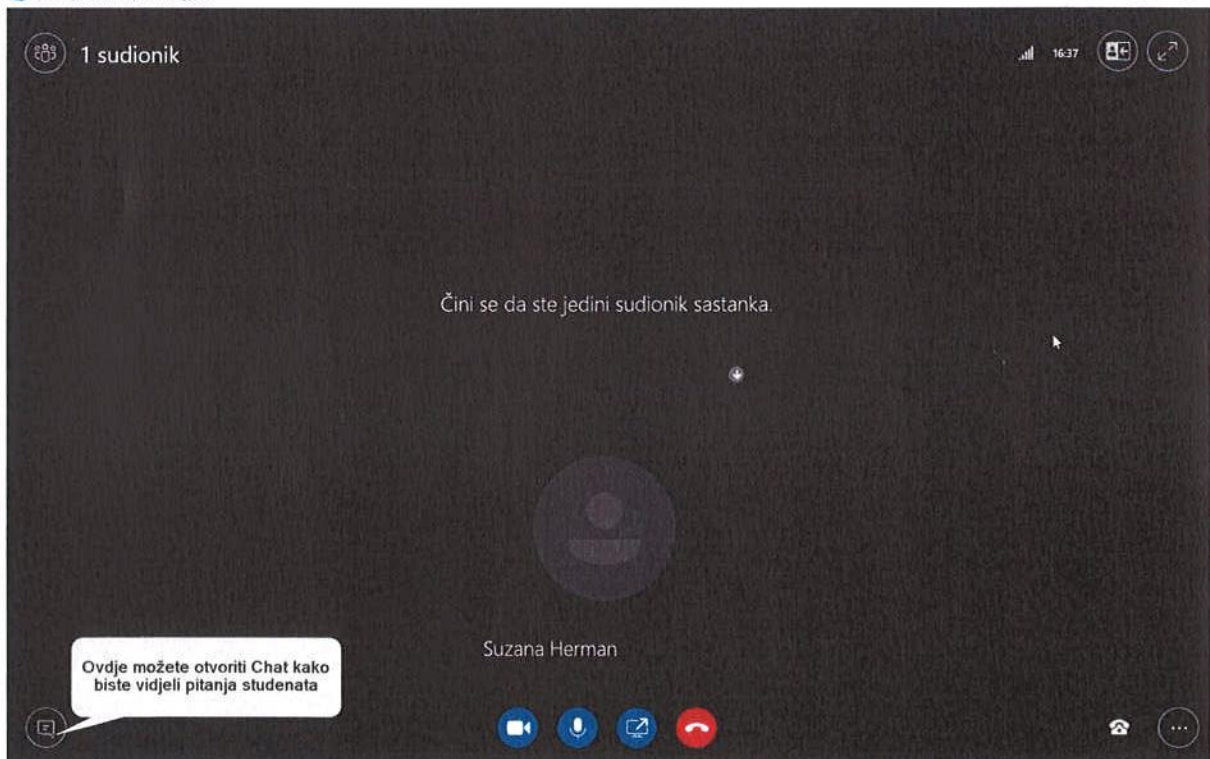 1 sudionik
16:37
Čini se da ste jedini sudionik sastanka.
Suzana Herman
Ovdje možete otvoriti Chat kako
biste vidjeli pitanja studenata